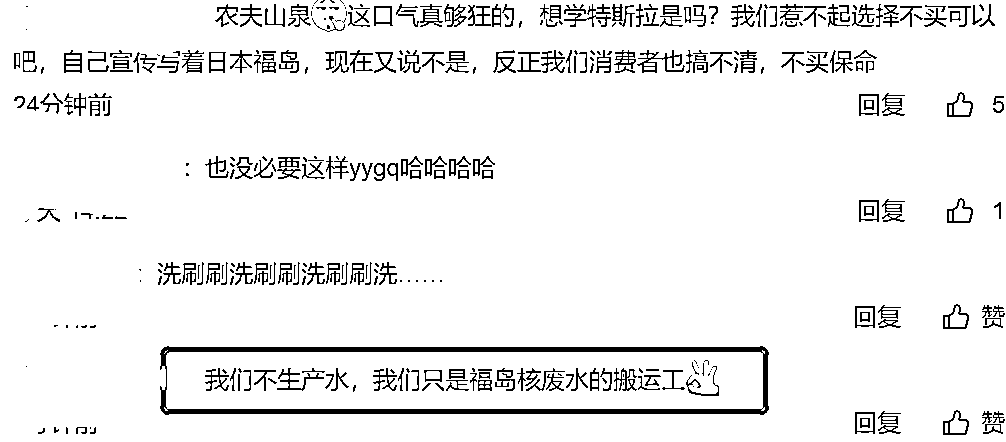 农夫山泉这口气真够狂的，想学特斯拉是吗？我们惹不起选择不买可以
吧，自己宣传写着日本福岛，现在又说不是，反正我们消费者也搞不清，不买保命
24分钟前 回复 5
：也没必要这样yygq哈哈哈哈
回复 1
：洗刷刷洗刷刷洗刷刷洗……
回复 赞
我们不生产水，我们只是福岛核废水的搬运工
回复 赞